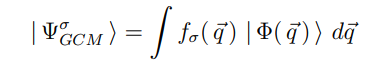 | Ψ^σ_{GCM} ⟩ = ∫ f_σ(q⃗) | Φ(q⃗) ⟩ dq⃗